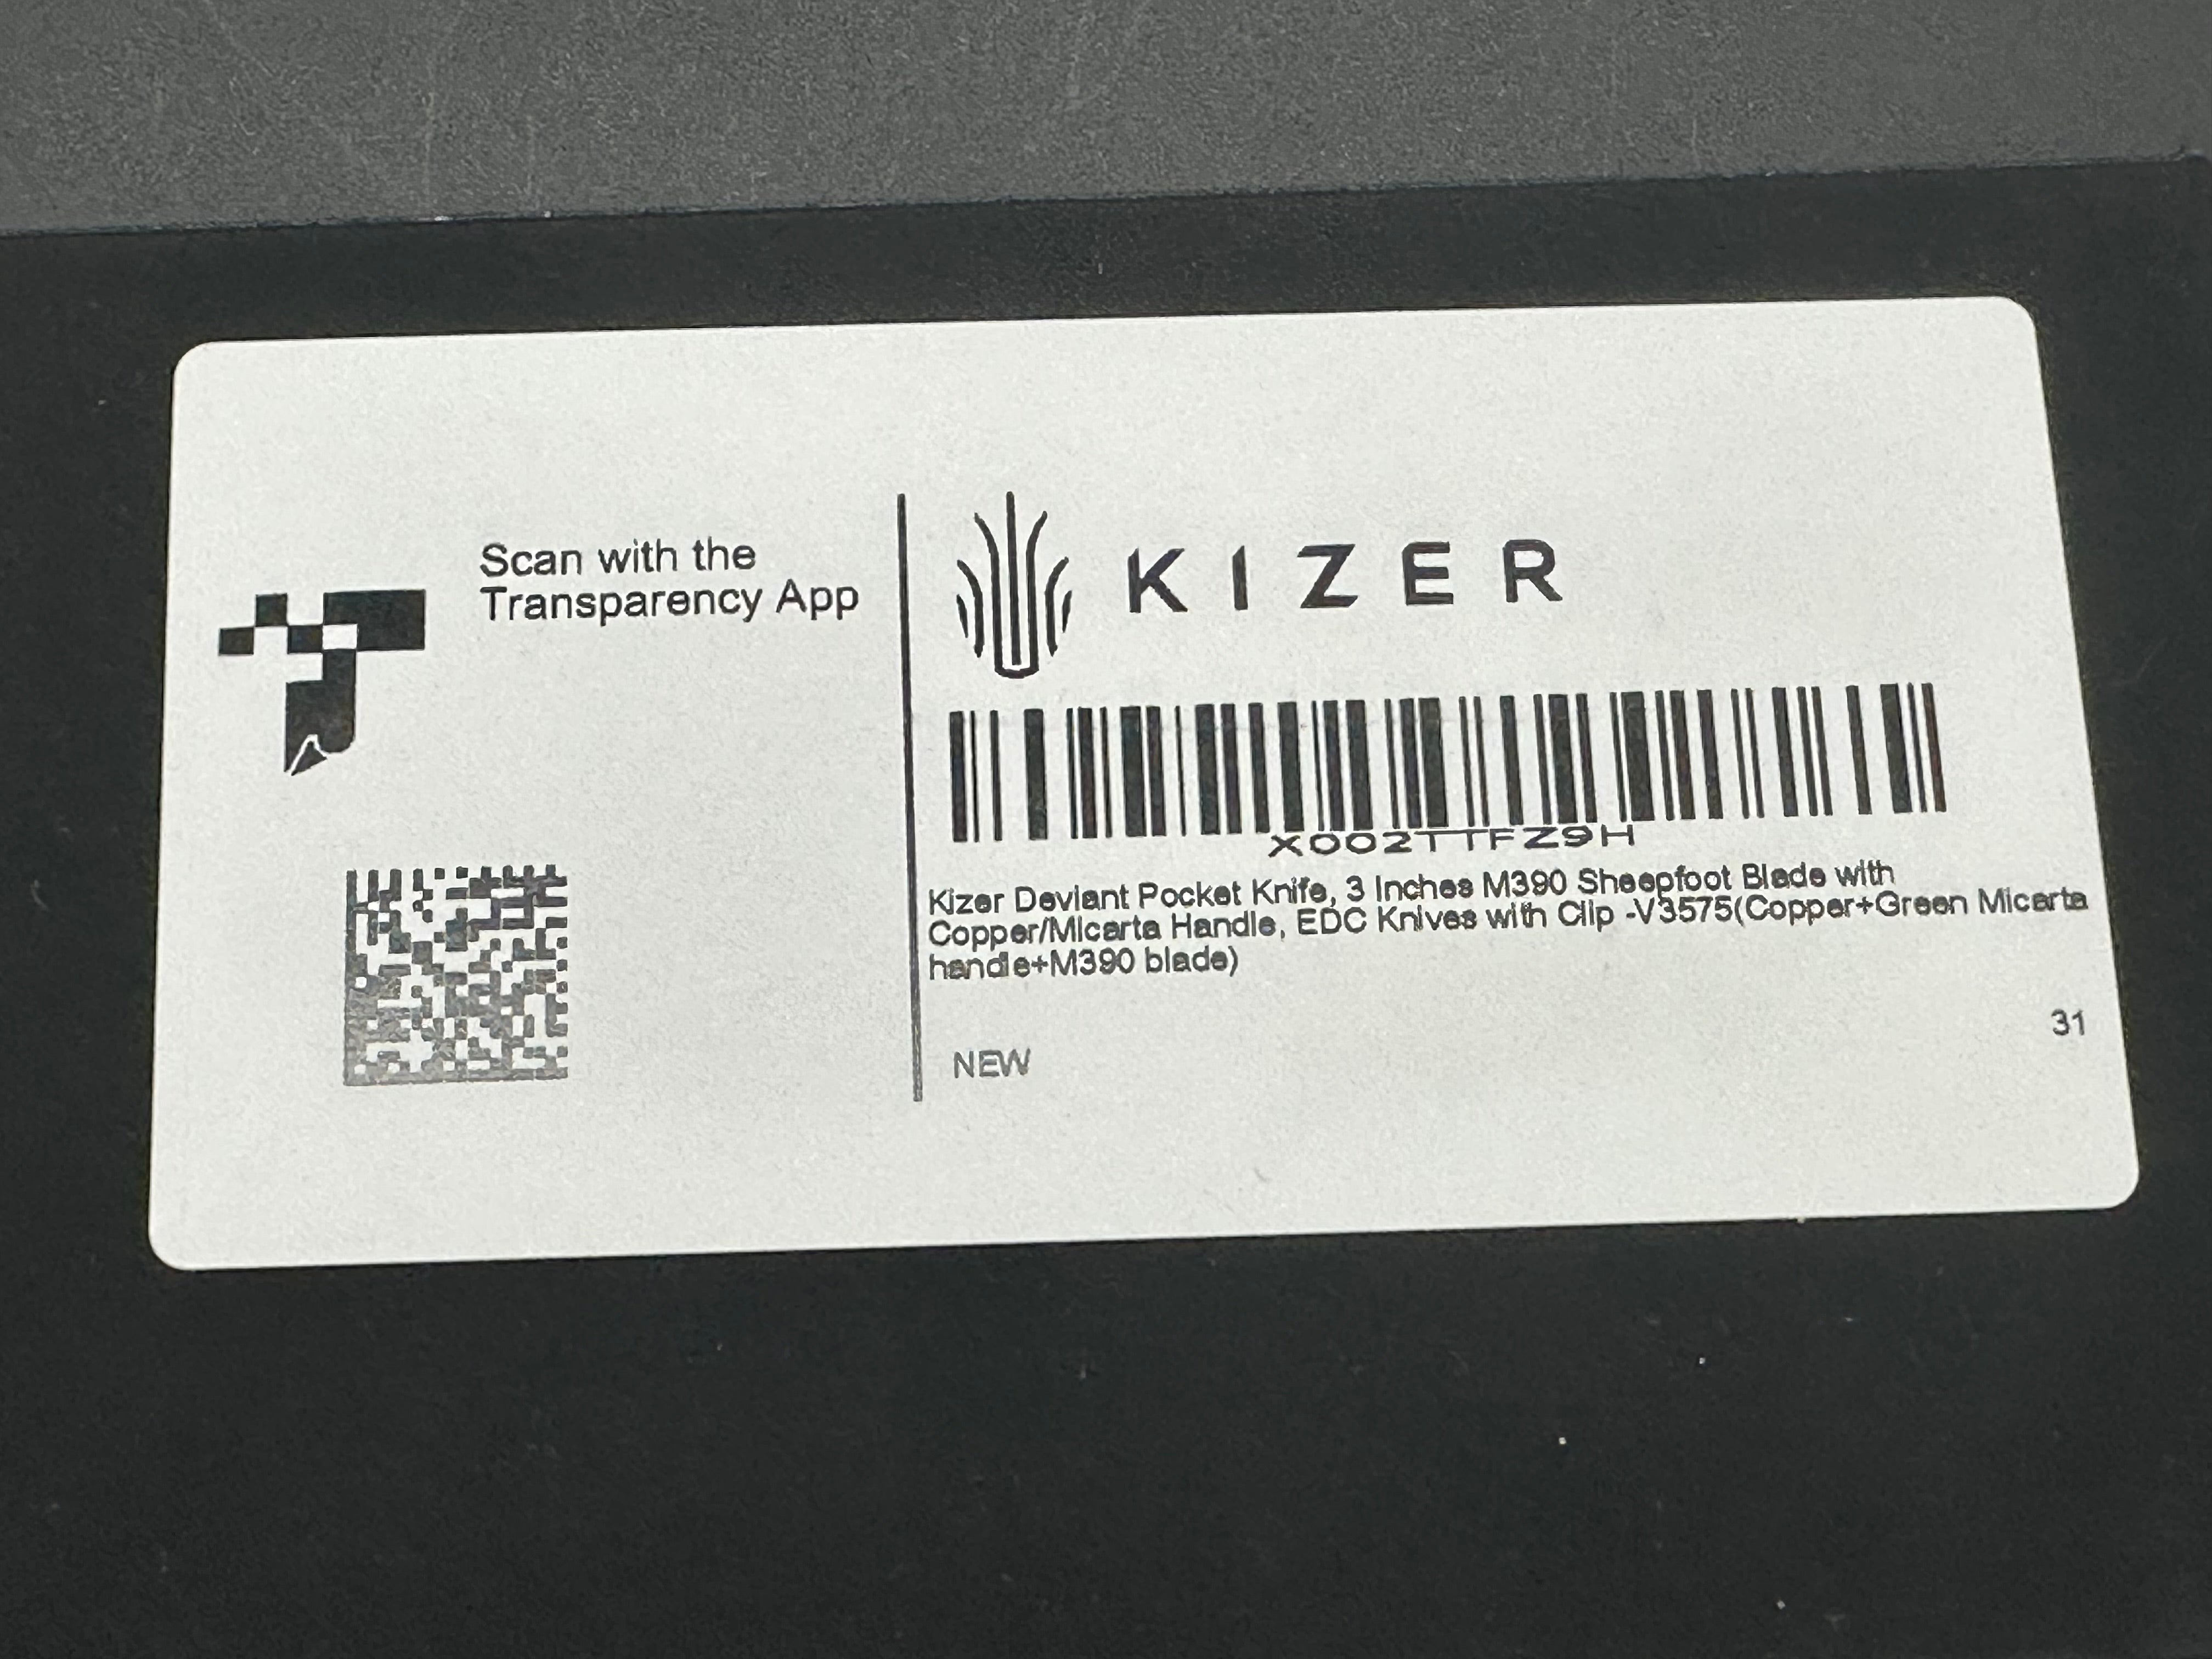 Scan with the
Transparency App
KIZER
X002TTFZ9H
Kizer Deviant Pocket Knife, 3 Inches M390 Sheepfoot Blade with
Copper/Micarta Handle, EDC Knives with Clip -V3575(Copper+Green Micarta
handle+M390 blade)
31
NEW